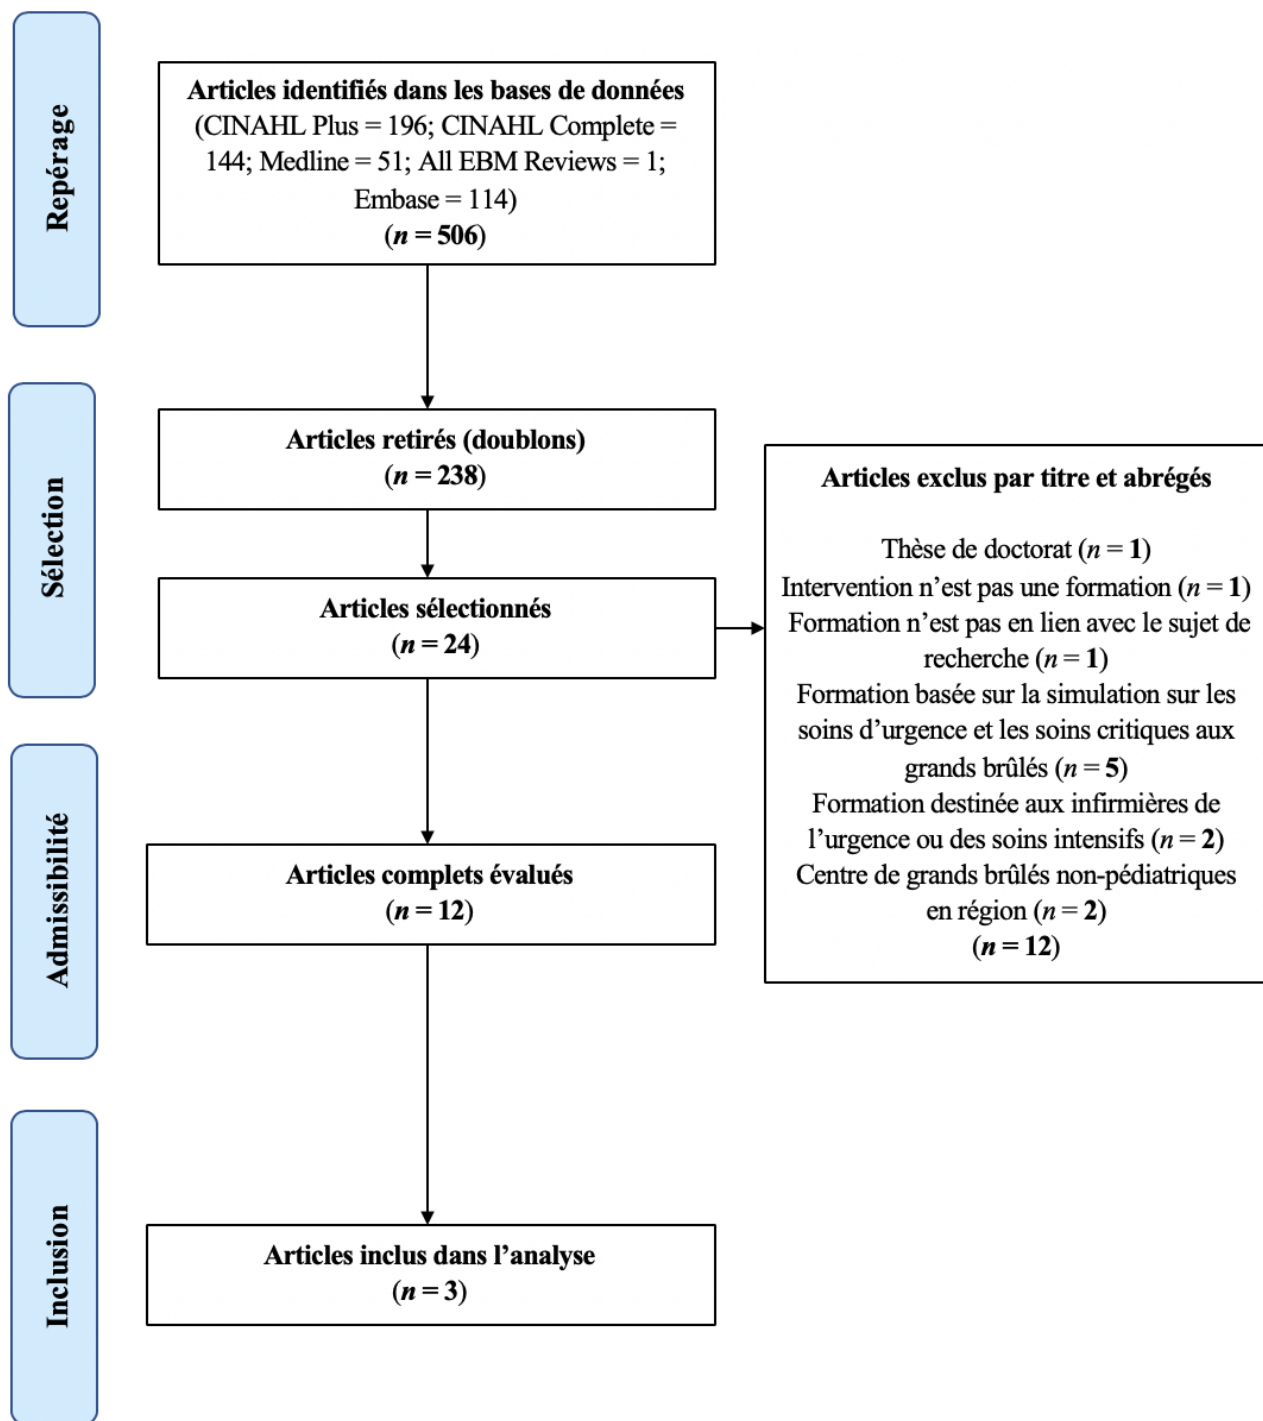 Repérage
Articles identifiés dans les bases de données
(CINAHL Plus = 196; CINAHL Complete =
144; Medline = 51; All EBM Reviews = 1;
Embase = 114)
(n = 506)
Sélection
Articles retirés (doublons)
(n = 238)
Articles sélectionnés
(n = 24)
Articles exclus par titre et abrégés
Thèse de doctorat (n = 1)
Intervention n’est pas une formation (n = 1)
Formation n’est pas en lien avec le sujet de
recherche (n = 1)
Formation basée sur la simulation sur les
soins d’urgence et les soins critiques aux
grands brûlés (n = 5)
Formation destinée aux infirmières de
l’urgence ou des soins intensifs (n = 2)
Centre de grands brûlés non-pédiatriques
en région (n = 2)
(n = 12)
Admissibilité
Articles complets évalués
(n = 12)
Inclusion
Articles inclus dans l’analyse
(n = 3)